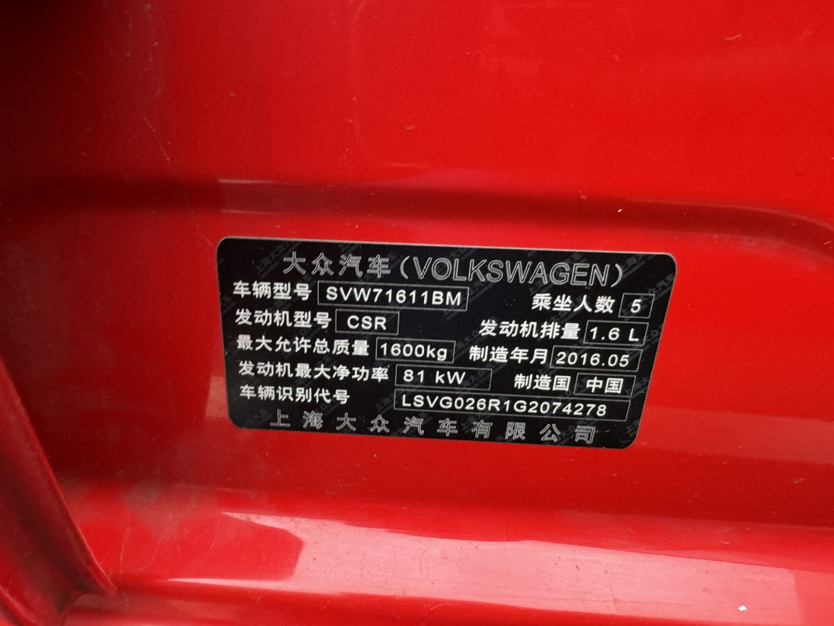 大众汽车(VOLKSWAGEN)
车辆型号 SVW71611BM 乘坐人数 5
发动机型号 CSR 发动机排量 1.6 L
最大允许总质量 1600kg 制造年月 2016.05
发动机最大净功率 81 kW 制造国 中国
车辆识别代号 LSVG026R1G2074278
上海大众汽车有限公司